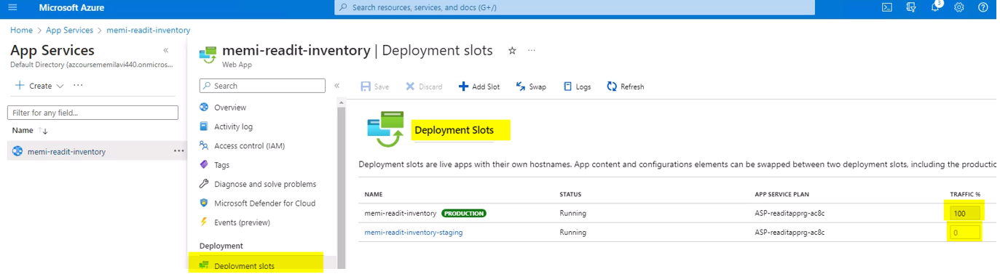 Microsoft Azure
Search resources, services, and docs (G+/)
3
Home > App Services > memi-readit-inventory
App Services
Default Directory (azcoursememilavi440.onmicros...
Create
Filter for any field...
Name
memi-readit-inventory
memi-readit-inventory | Deployment slots
Web App
Search
Overview
Activity log
Access control (IAM)
Tags
Diagnose and solve problems
Microsoft Defender for Cloud
Events (preview)
Deployment
Deployment slots
Save Discard Add Slot Swap Logs Refresh
Deployment Slots
Deployment slots are live apps with their own hostnames. App content and configurations elements can be swapped between two deployment slots, including the productio
NAME STATUS APP SERVICE PLAN TRAFFIC %
memi-readit-inventory PRODUCTION Running ASP-readitapprg-ac8c 100
memi-readit-inventory-staging Running ASP-readitapprg-ac8c 0